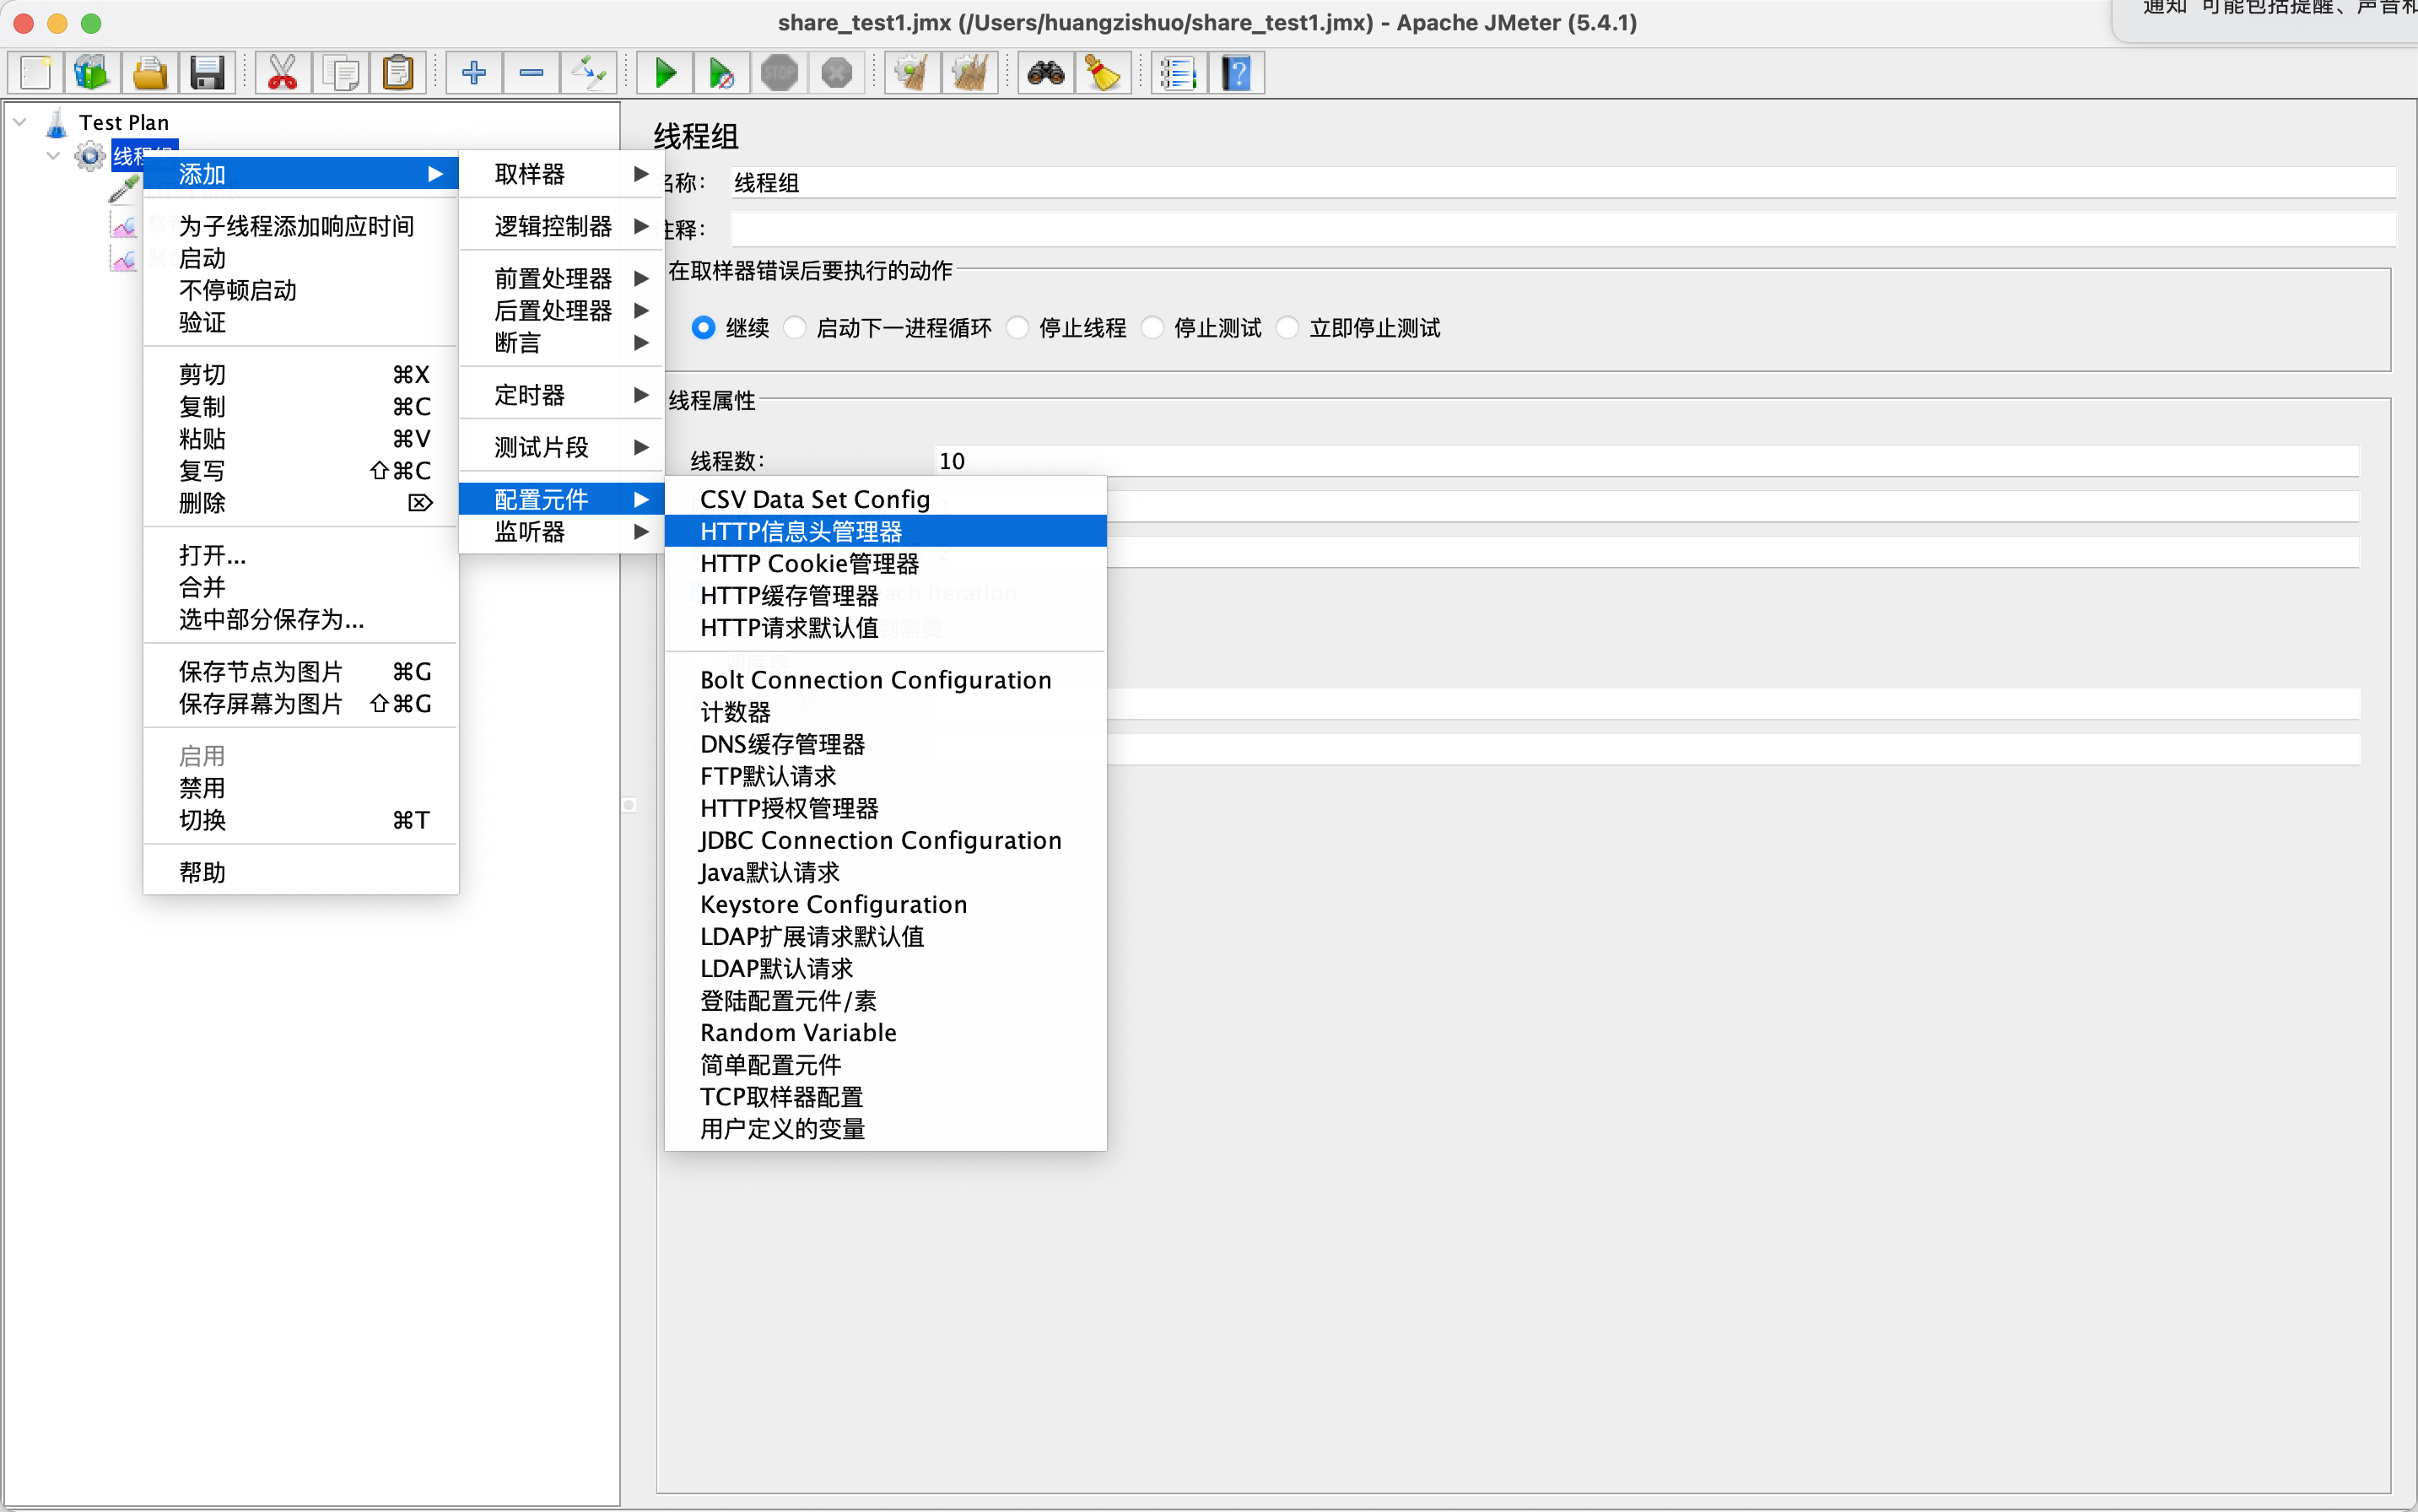 share_test1.jmx (/Users/huangzishuo/share_test1.jmx) - Apache JMeter (5.4.1)
STOP
Test Plan
线程组
添加
为子线程添加响应时间
启动
不停顿启动
验证
剪切 ⌘X
复制 ⌘C
粘贴 ⌘V
复写 ⇧⌘C
删除 ⌦
打开...
合并
选中部分保存为...
保存节点为图片 ⌘G
保存屏幕为图片 ⇧⌘G
启用
禁用
切换 ⌘T
帮助
取样器
逻辑控制器
前置处理器
后置处理器
断言
定时器
测试片段
配置元件
监听器
CSV Data Set Config
HTTP信息头管理器
HTTP Cookie管理器
HTTP缓存管理器
HTTP请求默认值
Bolt Connection Configuration
计数器
DNS缓存管理器
FTP默认请求
HTTP授权管理器
JDBC Connection Configuration
Java默认请求
Keystore Configuration
LDAP扩展请求默认值
LDAP默认请求
登陆配置元件/素
Random Variable
简单配置元件
TCP取样器配置
用户定义的变量
线程组
名称: 线程组
注释:
在取样器错误后要执行的动作
继续 启动下一进程循环 停止线程 停止测试 立即停止测试
线程属性
线程数: 10
each iteration